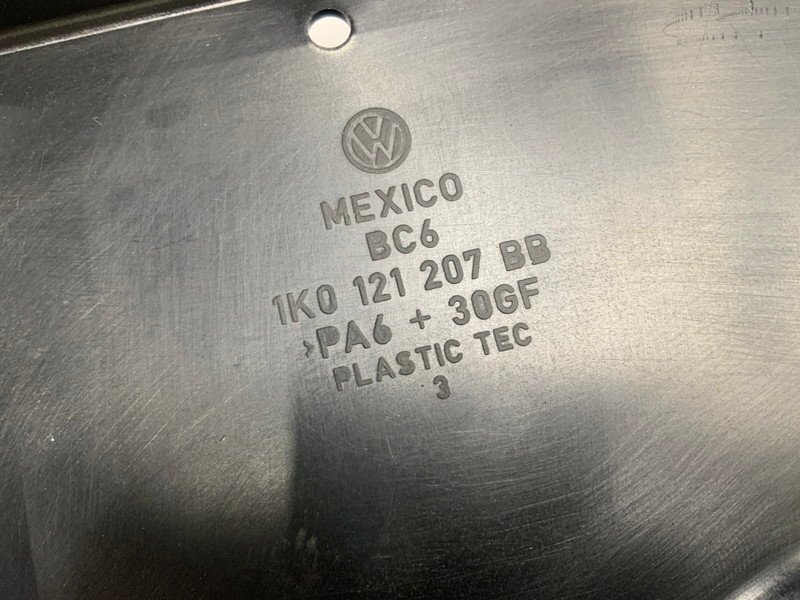 MEXICO
BC6
1K0 121 207 BB
>PA6 + 30GF
PLASTIC TEC
3